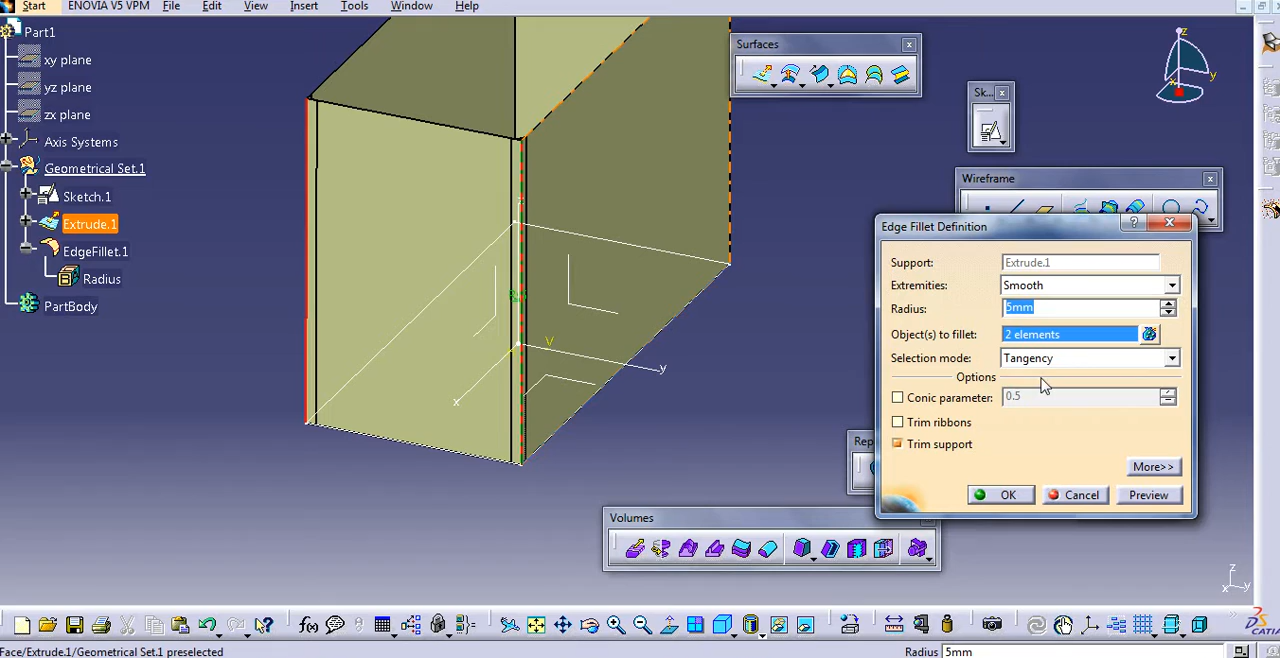 Start ENOVIA V5 VPM File Edit View Insert Tools Window Help
Part1
xy plane
yz plane
zx plane
Axis Systems
Geometrical Set.1
Sketch.1
Extrude.1
EdgeFillet.1
Radius
PartBody
Surfaces
Sk...
Wireframe
z
y
x
V
y
x
Edge Fillet Definition
Support: Extrude.1
Extremities: Smooth
Radius: 5mm
Object(s) to fillet: 2 elements
Selection mode: Tangency
Options
Conic parameter: 0.5
Trim ribbons
Trim support
More>>
OK Cancel Preview
Rep
Volumes
z
x y
f(x)
CATIA
Face/Extrude.1/Geometrical Set.1 preselected Radius 5mm